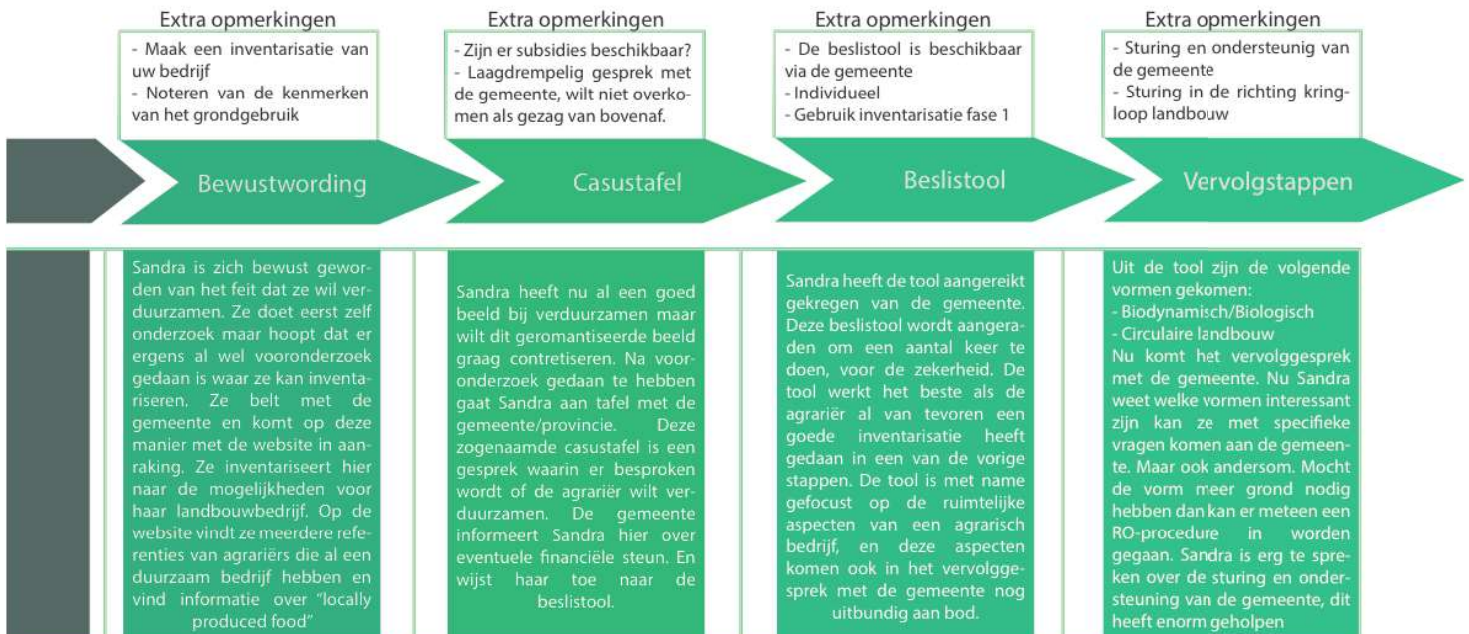 Extra opmerkingen
- Maak een inventarisatie van
uw bedrijf
- Noteren van de kenmerken
van het grondgebruik
Extra opmerkingen
- Zijn er subsidies beschikbaar?
- Laagdrempelig gesprek met
de gemeente, wilt niet overko-
men als gezag van bovenaf.
Extra opmerkingen
- De beslistool is beschikbaar
via de gemeente
- Individueel
- Gebruik inventarisatie fase 1
Extra opmerkingen
- Sturing en ondersteunig van
de gemeente
- Sturing in de richting kring-
loop landbouw
Bewustwording
Casustafel
Beslistool
Vervolgstappen
Sandra is zich bewust gewor-
den van het feit dat ze wil ver-
duurzamen. Ze doet eerst zelf
onderzoek maar hoopt dat er
ergens al wel vooronderzoek
gedaan is waar ze kan inventa-
riseren. Ze belt met de
gemeente en komt op deze
manier met de website in aan-
raking. Ze inventariseert hier
naar de mogelijkheden voor
haar landbouwbedrijf. Op de
website vindt ze meerdere refe-
renties van agrariërs die al een
duurzaam bedrijf hebben en
vind informatie over "locally
produced food"
Sandra heeft nu al een goed
beeld bij verduurzamen maar
wilt dit geromantiseerde beeld
graag contretiseren. Na voor-
onderzoek gedaan te hebben
gaat Sandra aan tafel met de
gemeente/provincie. Deze
zogenaamde casustafel is een
gesprek waarin er besproken
wordt of de agrariër wilt ver-
duurzamen. De gemeente
informeert Sandra hier over
eventuele financiële steun. En
wijst haar toe naar de
beslistool.
Sandra heeft de tool aangereikt
gekregen van de gemeente.
Deze beslistool wordt aangera-
den om een aantal keer te
doen, voor de zekerheid. De
tool werkt het beste als de
agrariër al van tevoren een
goede inventarisatie heeft
gedaan in een van de vorige
stappen. De tool is met name
gefocust op de ruimtelijke
aspecten van een agrarisch
bedrijf, en deze aspecten
komen ook in het vervolgge-
sprek met de gemeente nog
uitbundig aan bod.
Uit de tool zijn de volgende
vormen gekomen:
- Biodynamisch/Biologisch
- Circulaire landbouw
Nu komt het vervolggesprek
met de gemeente. Nu Sandra
weet welke vormen interessant
zijn kan ze met specifieke
vragen komen aan de gemeen-
te. Maar ook andersom. Mocht
de vorm meer grond nodig
hebben dan kan er meteen een
RO-procedure in worden
gegaan. Sandra is erg te spre-
ken over de sturing en onder-
steuning van de gemeente, dit
heeft enorm geholpen